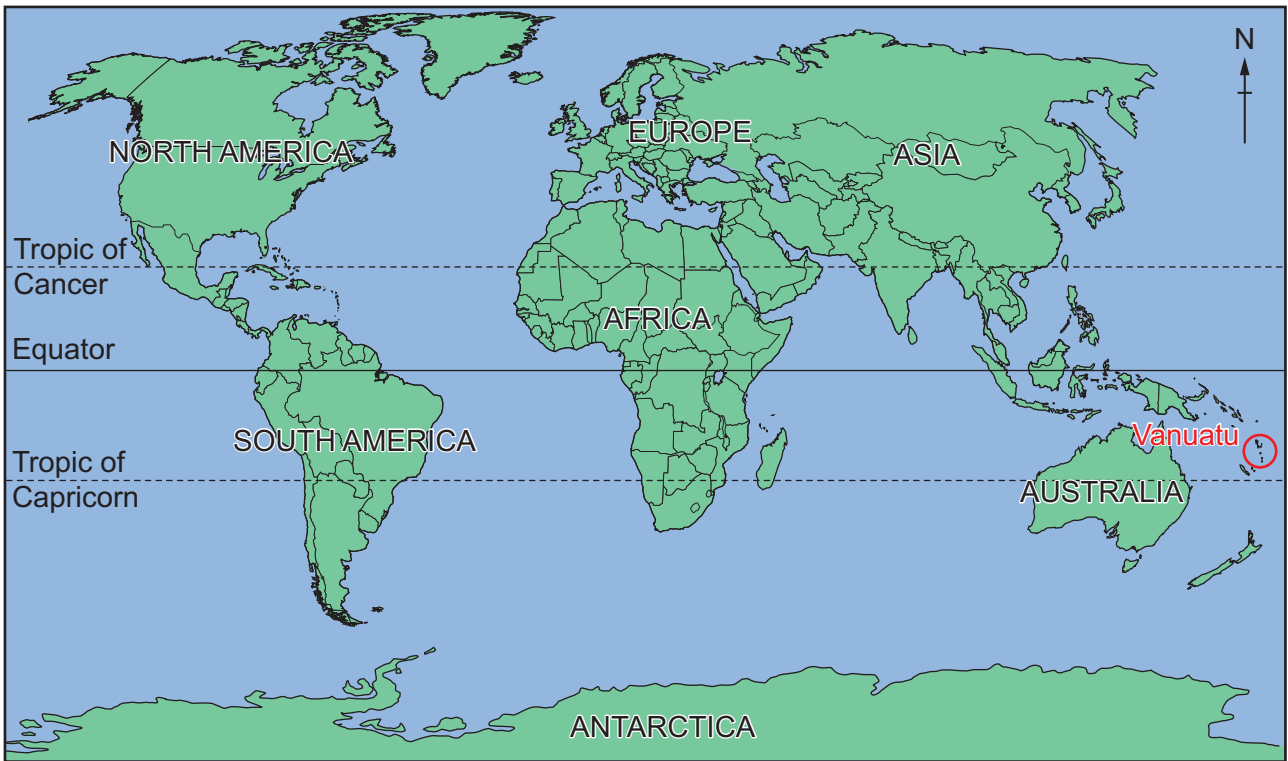 N
NORTH AMERICA
EUROPE
ASIA
Tropic of
Cancer
AFRICA
Equator
SOUTH AMERICA
Vanuatu
Tropic of
Capricorn
AUSTRALIA
ANTARCTICA